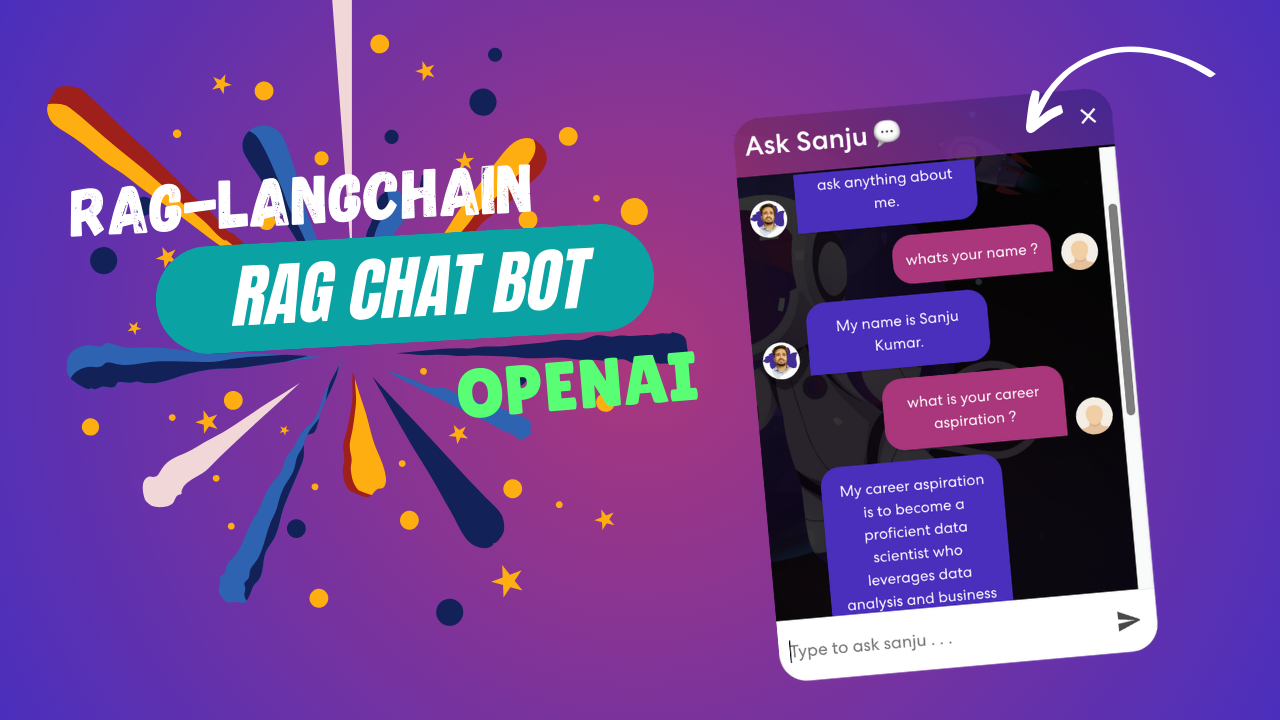 RAG-LANGCHAIN
RAG CHAT BOT
OPENAI
Ask Sanju
ask anything about
me.
whats your name ?
My name is Sanju
Kumar.
what is your career
aspiration ?
My career aspiration
is to become a
proficient data
scientist who
leverages data
analysis and business
Type to ask sanju . . .